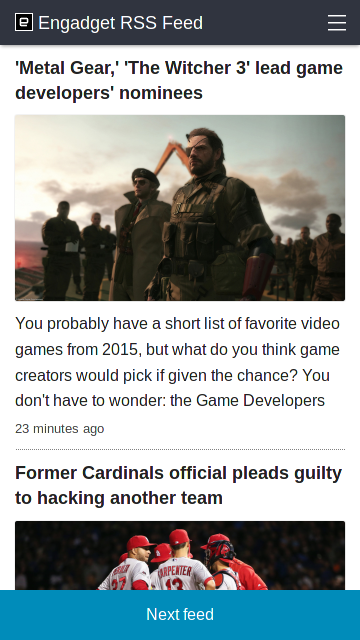 Engadget RSS Feed
'Metal Gear,' 'The Witcher 3' lead game
developers' nominees
You probably have a short list of favorite video
games from 2015, but what do you think game
creators would pick if given the chance? You
don't have to wonder: the Game Developers
23 minutes ago
Former Cardinals official pleads guilty
to hacking another team
CARPENTER
13
Next feed